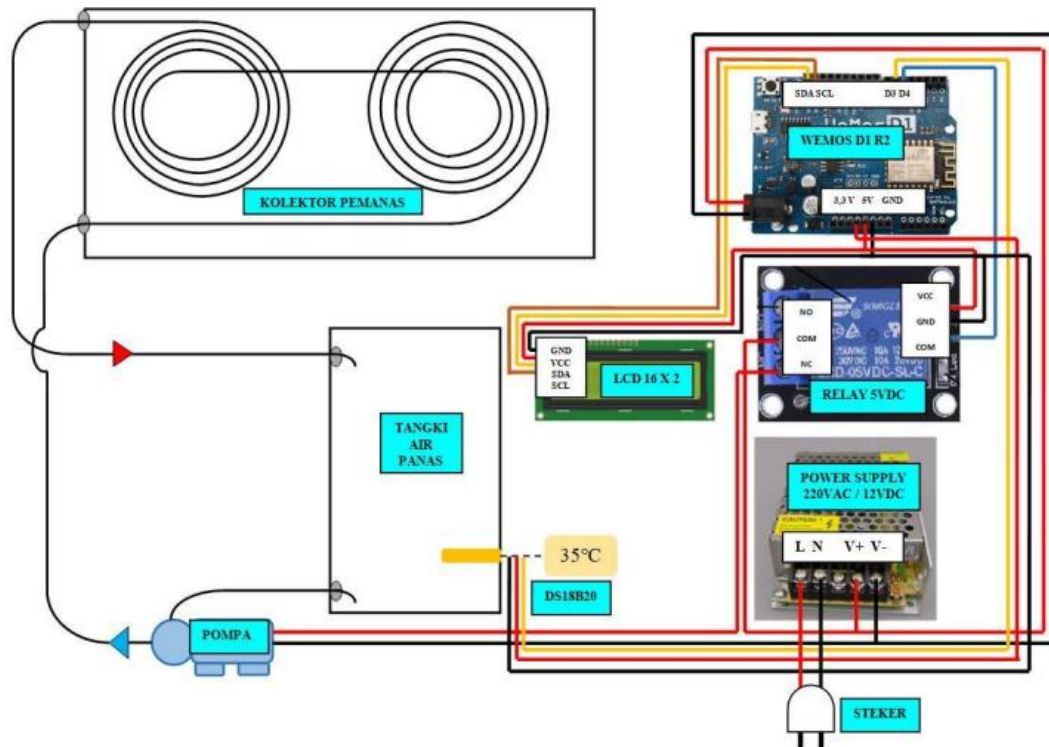 KOLEKTOR PEMANAS
SDA SCL
D3 D4
WeMos D1
WEMOS D1 R2
3,3 V 5V GND
GND
VCC
SDA
SCL
LCD 16 X 2
NO
COM
NC
VCC
GND
COM
RELAY 5VDC
TANGKI
AIR
PANAS
POWER SUPPLY
220VAC / 12VDC
L N V+ V-
35°C
DS18B20
POMPA
STEKER